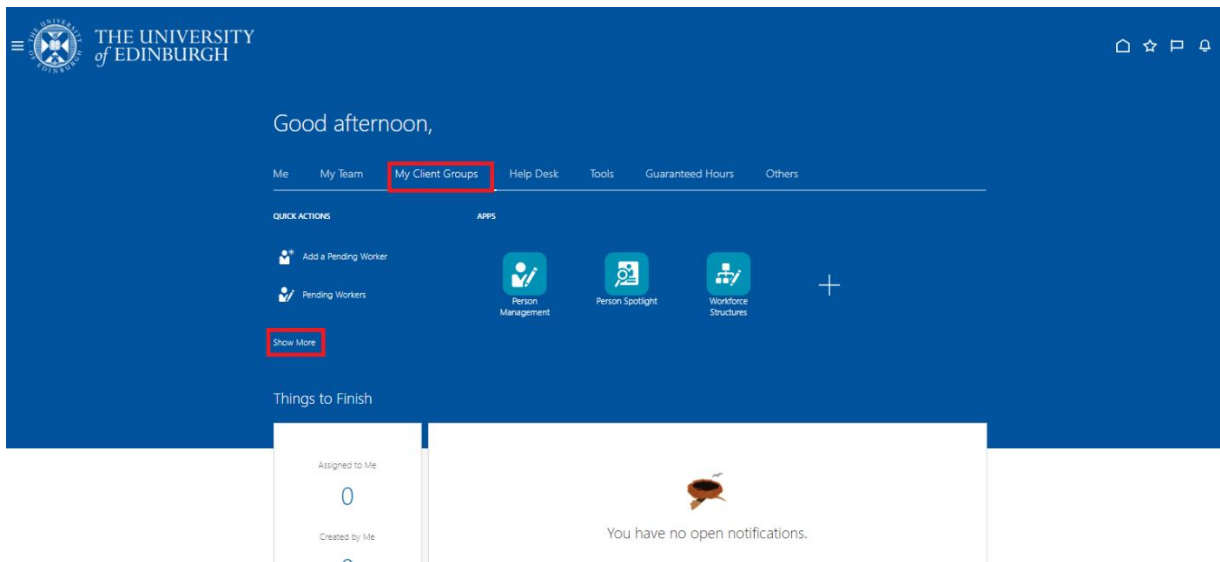 THE UNIVERSITY
of EDINBURGH
Good afternoon,
Me My Team My Client Groups Help Desk Tools Guaranteed Hours Others
QUICK ACTIONS APPS
Add a Pending Worker
Pending Workers
Person
Management
Person Spotlight
Workforce
Structures
Show More
Things to Finish
Assigned to Me
0
Created by Me
You have no open notifications.